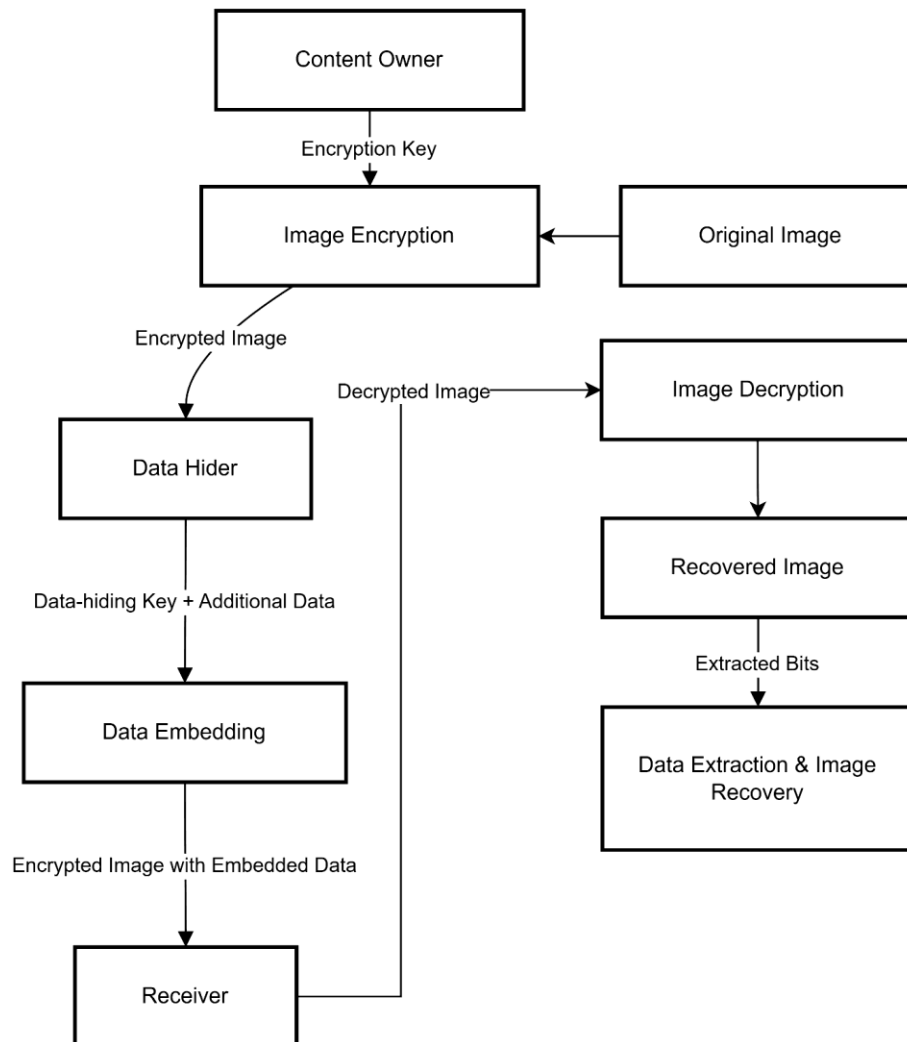 Content Owner
Encryption Key
Image Encryption
Original Image
Encrypted Image
Decrypted Image
Image Decryption
Data Hider
Recovered Image
Data-hiding Key + Additional Data
Extracted Bits
Data Embedding
Data Extraction & Image
Recovery
Encrypted Image with Embedded Data
Receiver